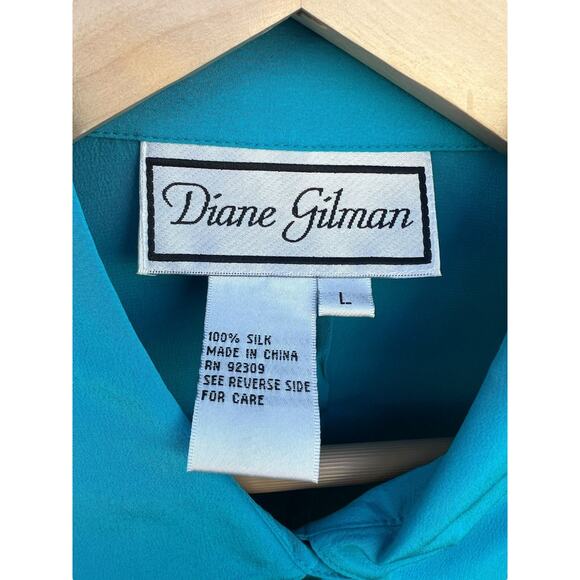 Diane Gilman
L
100% SILK
MADE IN CHINA
RN 92309
SEE REVERSE SIDE
FOR CARE